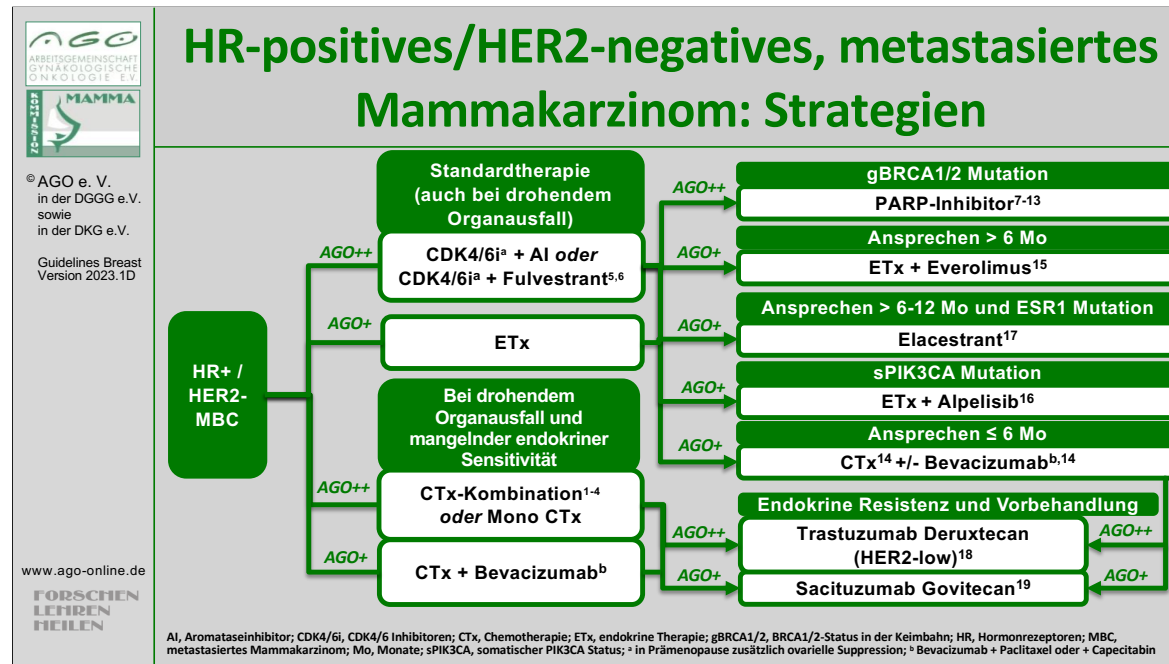 AGO
ARBEITSGEMEINSCHAFT
GYNÄKOLOGISCHE
ONKOLOGIE E.V.
KOMMISSION
MAMMA
© AGO e. V.
in der DGGG e.V.
sowie
in der DKG e.V.
Guidelines Breast
Version 2023.1D
www.ago-online.de
FORSCHEN
LEHREN
HEILEN
HR-positives/HER2-negatives, metastasiertes
Mammakarzinom: Strategien
HR+ /
HER2-
MBC
AGO++
Standardtherapie
(auch bei drohendem
Organausfall)
CDK4/6iᵃ + AI oder
CDK4/6iᵃ + Fulvestrant⁵,⁶
AGO+
ETx
Bei drohendem
Organausfall und
mangelnder endokriner
Sensitivität
AGO++
CTx-Kombination¹⁻⁴
oder Mono CTx
AGO+
CTx + Bevacizumabᵇ
AGO++
gBRCA1/2 Mutation
PARP-Inhibitor⁷⁻¹³
AGO+
Ansprechen > 6 Mo
ETx + Everolimus¹⁵
AGO+
Ansprechen > 6-12 Mo und ESR1 Mutation
Elacestrant¹⁷
AGO+
sPIK3CA Mutation
ETx + Alpelisib¹⁶
AGO+
Ansprechen ≤ 6 Mo
CTx¹⁴ +/- Bevacizumabᵇ,¹⁴
Endokrine Resistenz und Vorbehandlung
AGO++
Trastuzumab Deruxtecan
(HER2-low)¹⁸
AGO++
AGO+
Sacituzumab Govitecan¹⁹
AGO+
AI, Aromataseinhibitor; CDK4/6i, CDK4/6 Inhibitoren; CTx, Chemotherapie; ETx, endokrine Therapie; gBRCA1/2, BRCA1/2-Status in der Keimbahn; HR, Hormonrezeptoren; MBC,
metastasiertes Mammakarzinom; Mo, Monate; sPIK3CA, somatischer PIK3CA Status; ᵃ in Prämenopause zusätzlich ovarielle Suppression; ᵇ Bevacizumab + Paclitaxel oder + Capecitabin